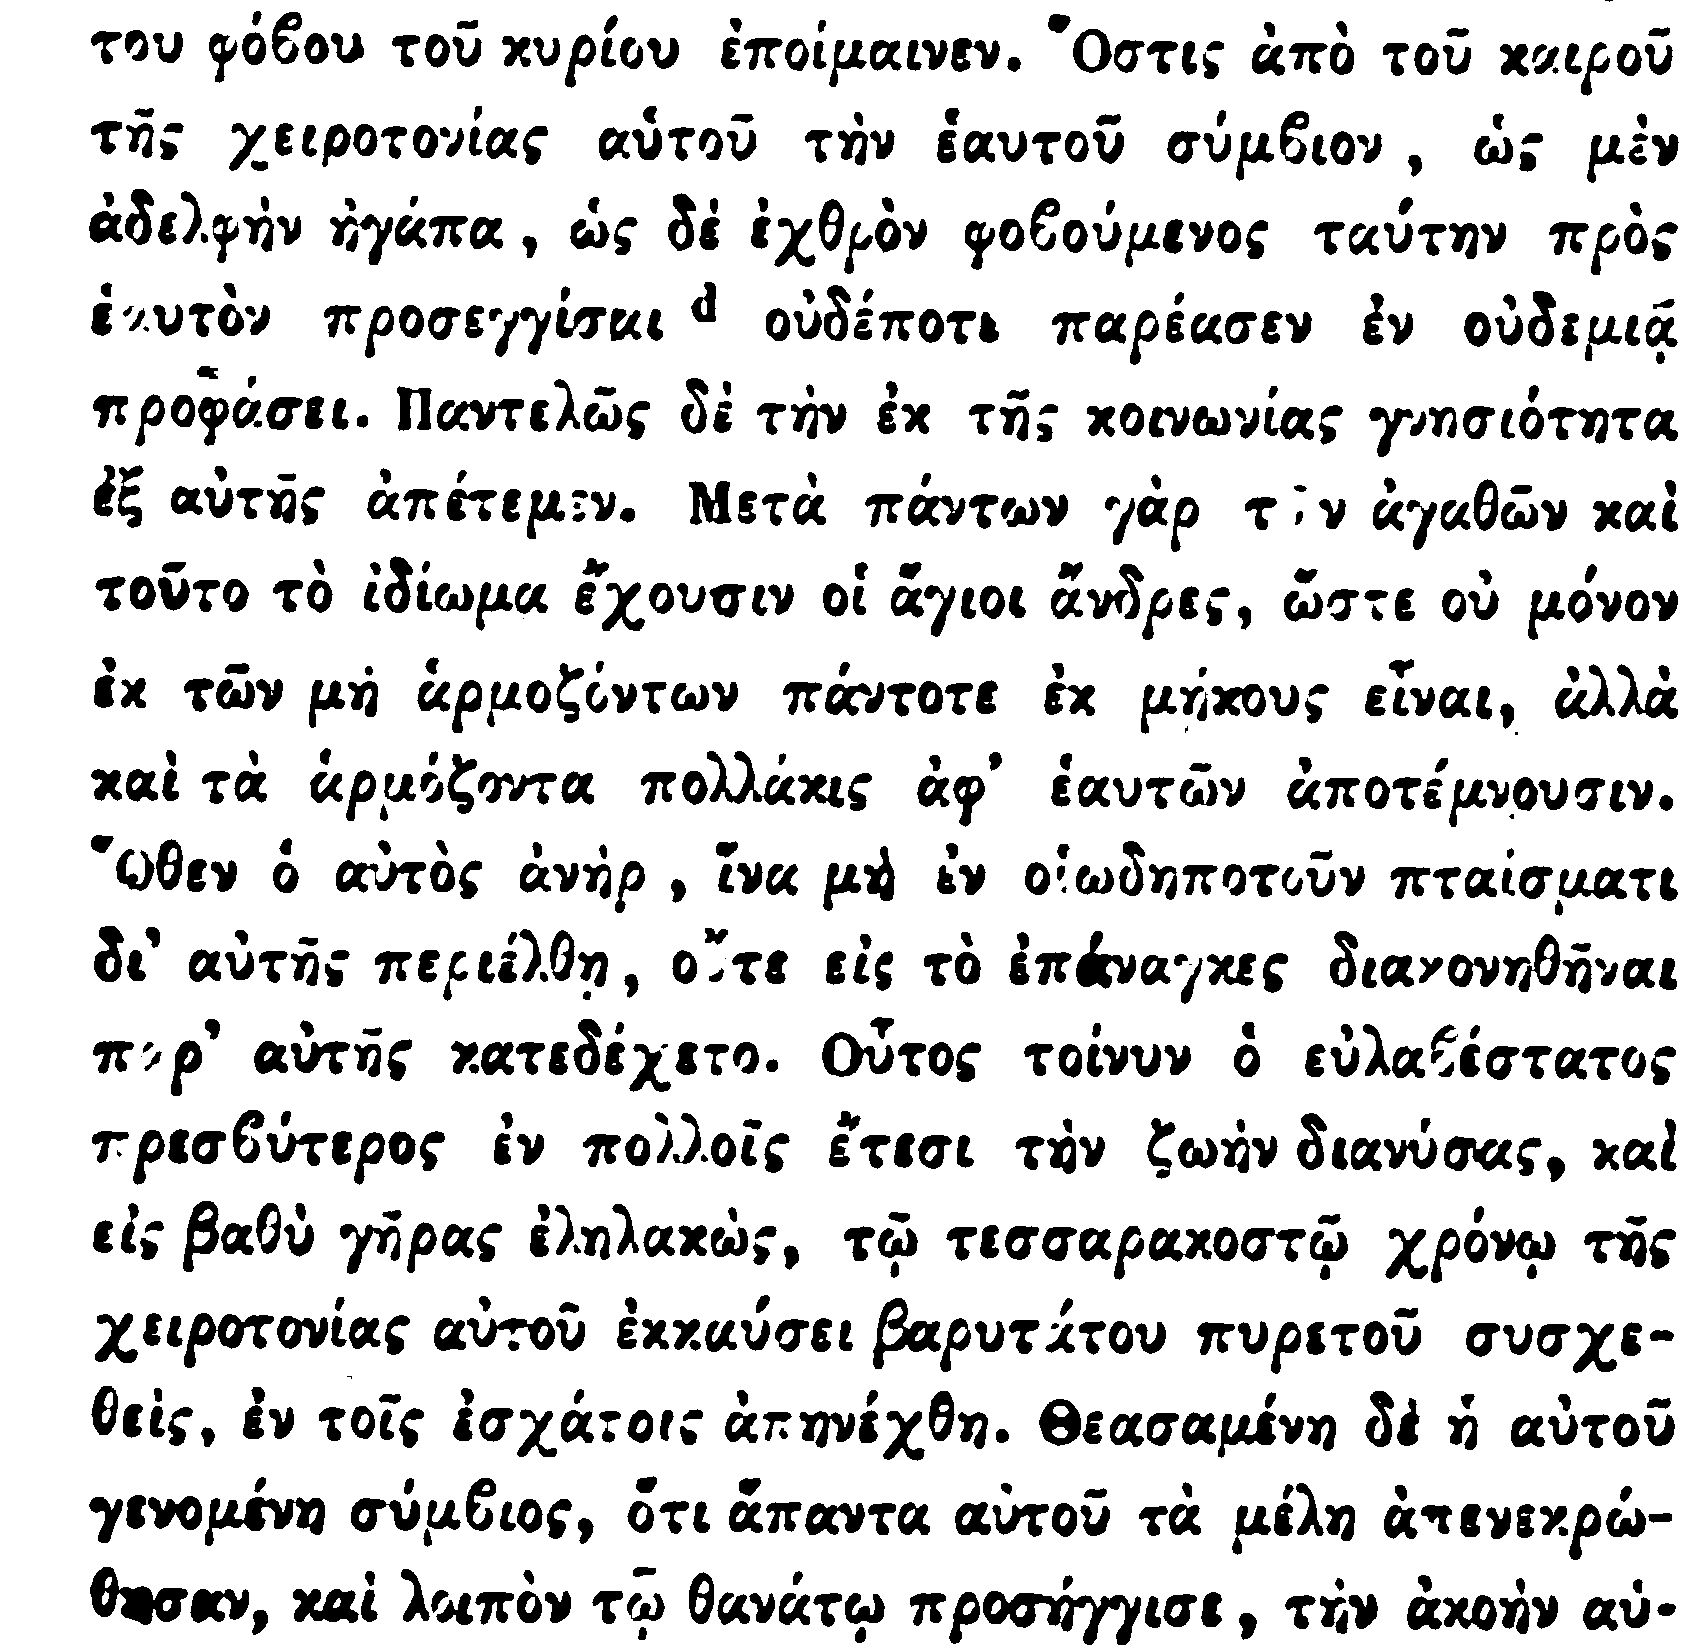 του φόβου τοῦ κυρίου ἐποίμαινεν. Ὅστις ἀπὸ τοῦ καιροῦ
τῆς χειροτονίας αὑτοῦ τὴν ἑαυτοῦ σύμβιον, ὡς μὲν
ἀδελφὴν ἠγάπα, ὡς δὲ ἐχθρὸν φοβούμενος ταύτην πρὸς
ἑαυτὸν προσεγγίσαι d οὐδέποτε παρέασεν ἐν οὐδεμιᾷ
προφάσει. Παντελῶς δὲ τὴν ἐκ τῆς κοινωνίας γνησιότητα
ἐξ αὐτῆς ἀπέτεμεν. Μετὰ πάντων γὰρ τῶν ἀγαθῶν καὶ
τοῦτο τὸ ἰδίωμα ἔχουσιν οἱ ἅγιοι ἄνδρες, ὥστε οὐ μόνον
ἐκ τῶν μὴ ἁρμοζόντων πάντοτε ἐκ μήκους εἶναι, ἀλλὰ
καὶ τὰ ἁρμόζοντα πολλάκις ἀφ’ ἑαυτῶν ἀποτέμνουσιν.
Ὅθεν ὁ αὐτὸς ἀνὴρ, ἵνα μὴ ἐν οἱωδηποτοῦν πταίσματι
δι’ αὐτῆς περιέλθῃ, οὔτε εἰς τὸ ἐπάναγκες διακονηθῆναι
παρ’ αὐτῆς κατεδέχετο. Οὗτος τοίνυν ὁ εὐλαβέστατος
πρεσβύτερος ἐν πολλοῖς ἔτεσι τὴν ζωὴν διανύσας, καὶ
εἰς βαθὺ γῆρας ἐληλακὼς, τῷ τεσσαρακοστῷ χρόνῳ τῆς
χειροτονίας αὐτοῦ ἐκκαύσει βαρυτάτου πυρετοῦ συσχε-
θεὶς, ἐν τοῖς ἐσχάτοις ἀπηνέχθη. Θεασαμένη δὲ ἡ αὐτοῦ
γενομένη σύμβιος, ὅτι ἅπαντα αὐτοῦ τὰ μέλη ἀπενεκρώ-
θησαν, καὶ λοιπὸν τῷ θανάτῳ προσήγγισε, τὴν ἀκοὴν αὐ-